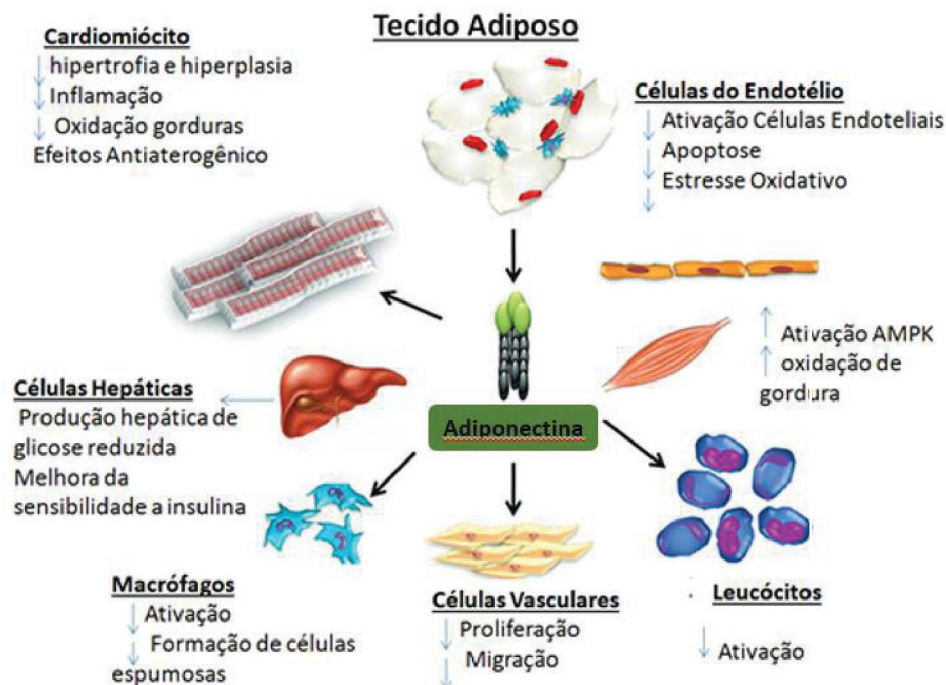 Tecido Adiposo
Cardiomiócito
↓ hipertrofia e hiperplasia
↓ Inflamação
↓ Oxidação gorduras
Efeitos Antiaterogênico
Células do Endotélio
↓ Ativação Células Endoteliais
↓ Apoptose
↓ Estresse Oxidativo
↑ Ativação AMPK
↑ oxidação de
gordura
Células Hepáticas
Produção hepática de
glicose reduzida
Melhora da
sensibilidade a insulina
Adiponectina
Macrófagos
↓ Ativação
↓ Formação de células
espumosas
Células Vasculares
↓ Proliferação
↓ Migração
Leucócitos
↓ Ativação